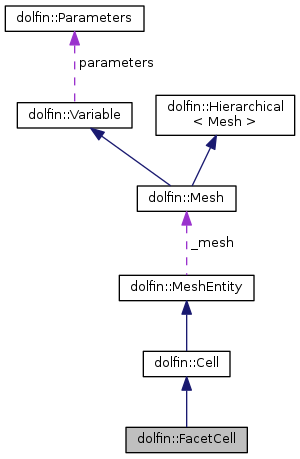 dolfin::Parameters
parameters
dolfin::Variable
dolfin::Hierarchical
< Mesh >
dolfin::Mesh
_mesh
dolfin::MeshEntity
dolfin::Cell
dolfin::FacetCell